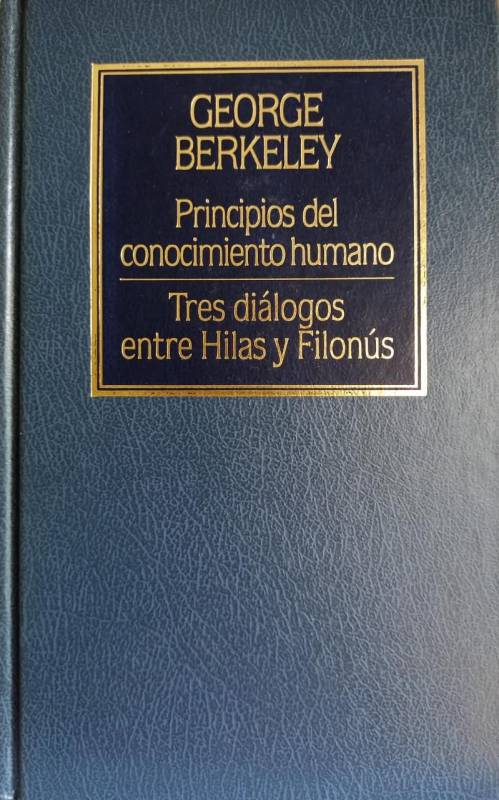 GEORGE
BERKELEY
Principios del
conocimiento humano
Tres diálogos
entre Hilas y Filonús